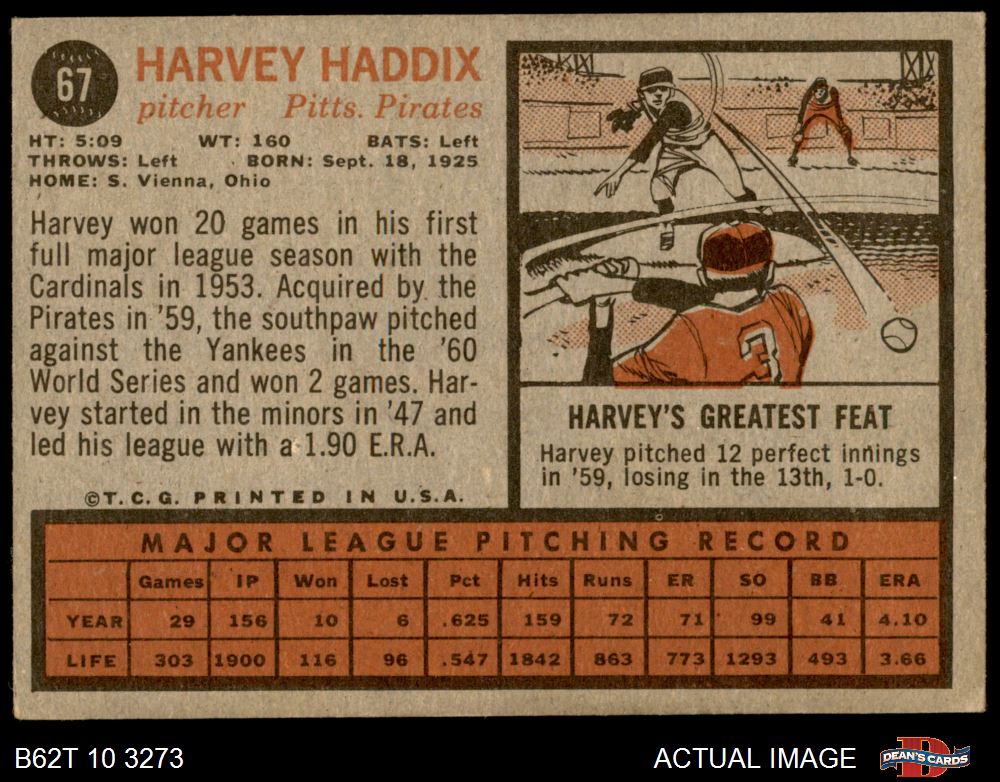 67
HARVEY HADDIX
pitcher Pitts. Pirates
HT: 5:09 WT: 160 BATS: Left
THROWS: Left BORN: Sept. 18, 1925
HOME: S. Vienna, Ohio
Harvey won 20 games in his first
full major league season with the
Cardinals in 1953. Acquired by the
Pirates in '59, the southpaw pitched
against the Yankees in the '60
World Series and won 2 games. Har-
vey started in the minors in '47 and
led his league with a 1.90 E.R.A.
©T.C.G. PRINTED IN U.S.A.
3
HARVEY'S GREATEST FEAT
Harvey pitched 12 perfect innings
in '59, losing in the 13th, 1-0.
MAJOR LEAGUE PITCHING RECORD
Games IP Won Lost Pct Hits Runs ER SO BB ERA
YEAR 29 156 10 6 .625 159 72 71 99 41 4.10
LIFE 303 1900 116 96 .547 1842 863 773 1293 493 3.66
B62T 10 3273 ACTUAL IMAGE DEAN'S CARDS